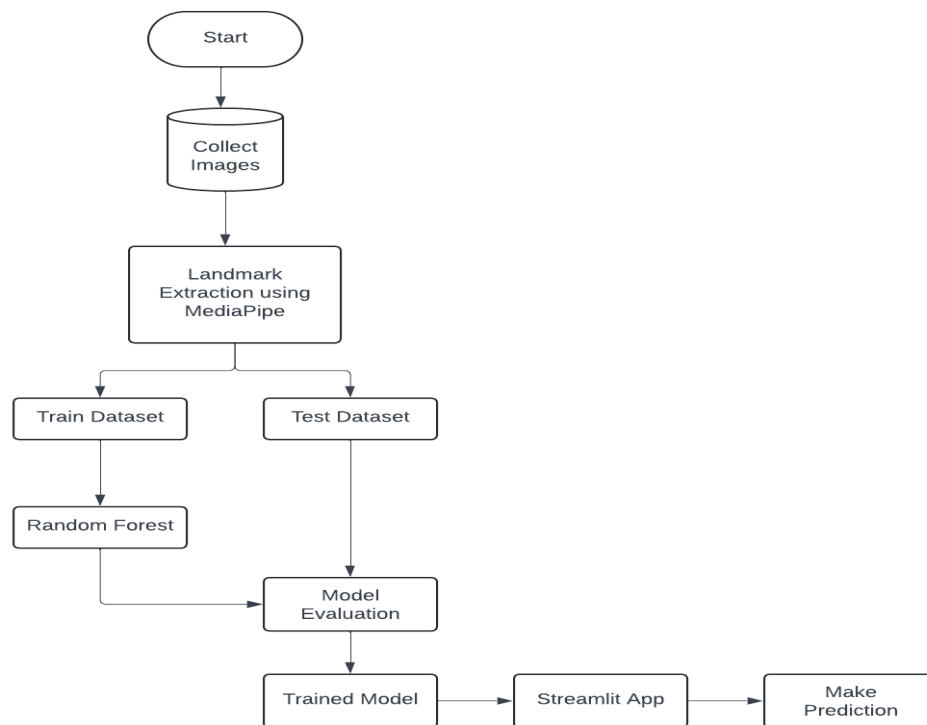 Start
Collect
Images
Landmark
Extraction using
MediaPipe
Train Dataset
Test Dataset
Random Forest
Model
Evaluation
Trained Model
Streamlit App
Make
Prediction